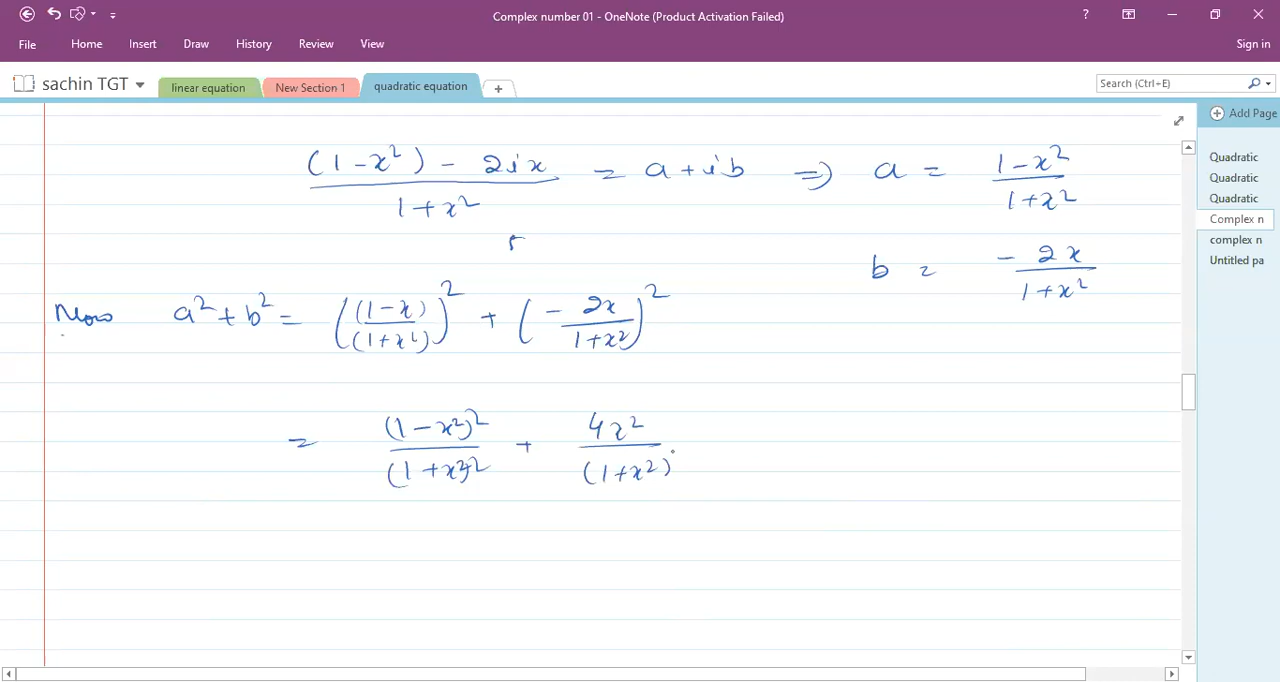 Complex number 01 - OneNote (Product Activation Failed)
File Home Insert Draw History Review View Sign in
sachin TGT linear equation New Section 1 quadratic equation + Search (Ctrl+E)
Add Page
Quadratic
Quadratic
Quadratic
Complex n
complex n
Untitled pa
((1-x²) - 2ix)/(1+x²) = a+ib ⇒ a = (1-x²)/(1+x²)
b = -2x/(1+x²)
Now a²+b² = ((1-x)/(1+x²))² + (-2x/(1+x²))²
= (1-x²)²/(1+x²)² + 4x²/(1+x²)